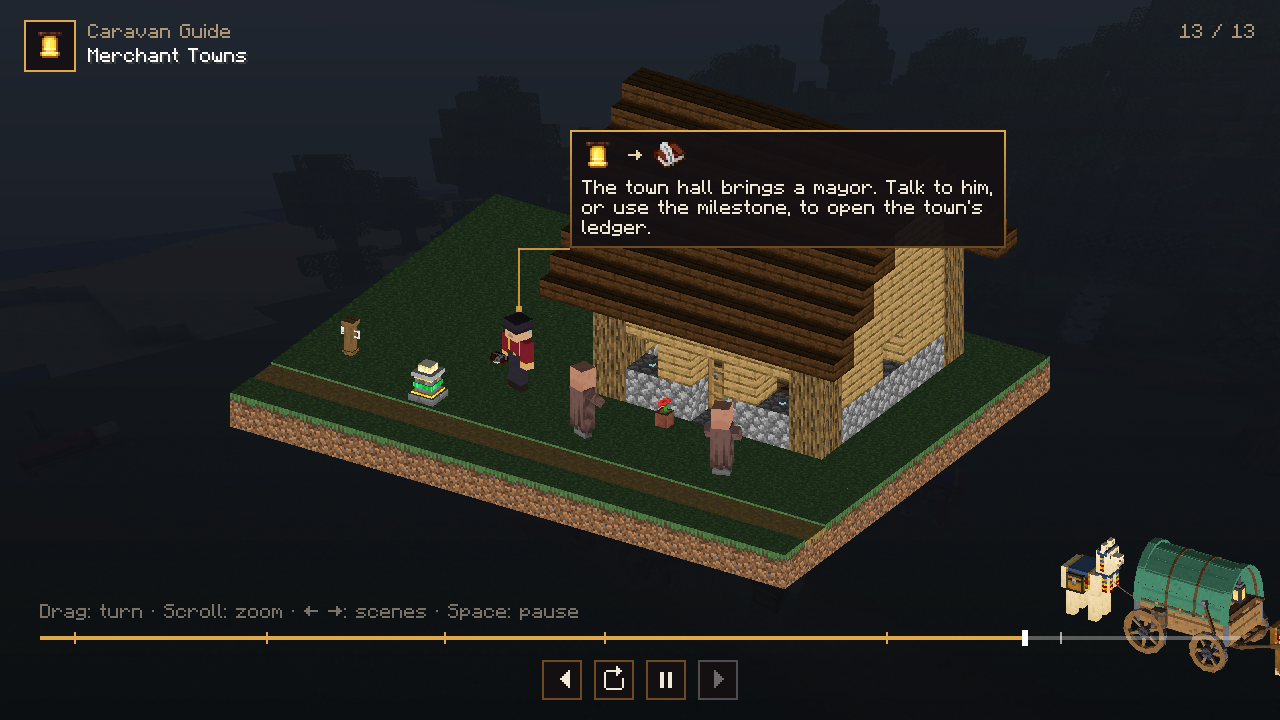 Caravan Guide
Merchant Towns
13 / 13
The town hall brings a mayor. Talk to him,
or use the milestone, to open the town's
ledger.
Drag: turn · Scroll: zoom · ← →: scenes · Space: pause